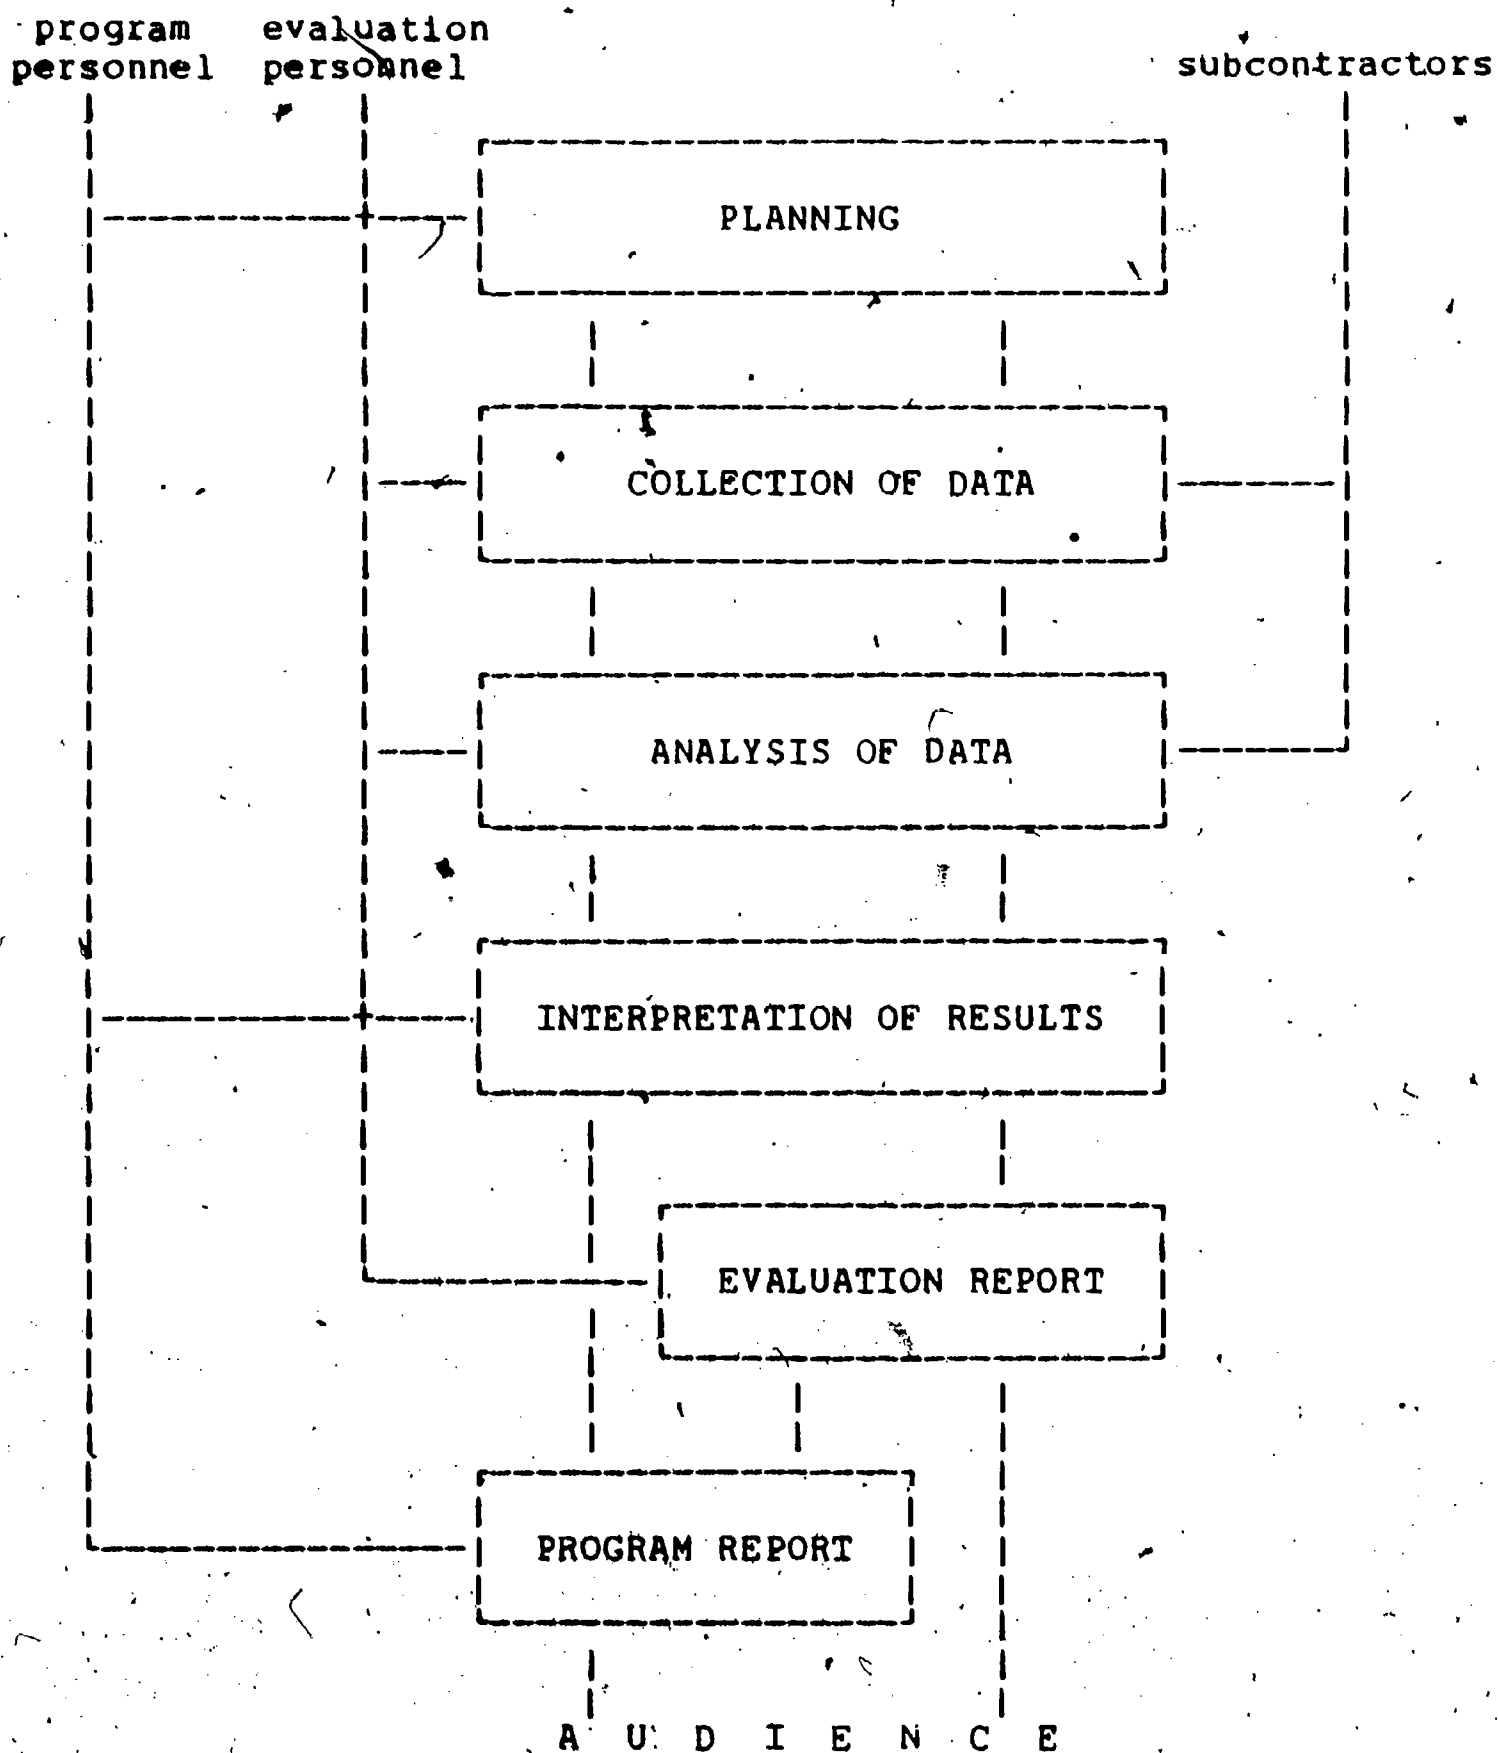 program evaluation
personnel personnel subcontractors
PLANNING
COLLECTION OF DATA
ANALYSIS OF DATA
INTERPRETATION OF RESULTS
EVALUATION REPORT
PROGRAM REPORT
A U D I E N C E